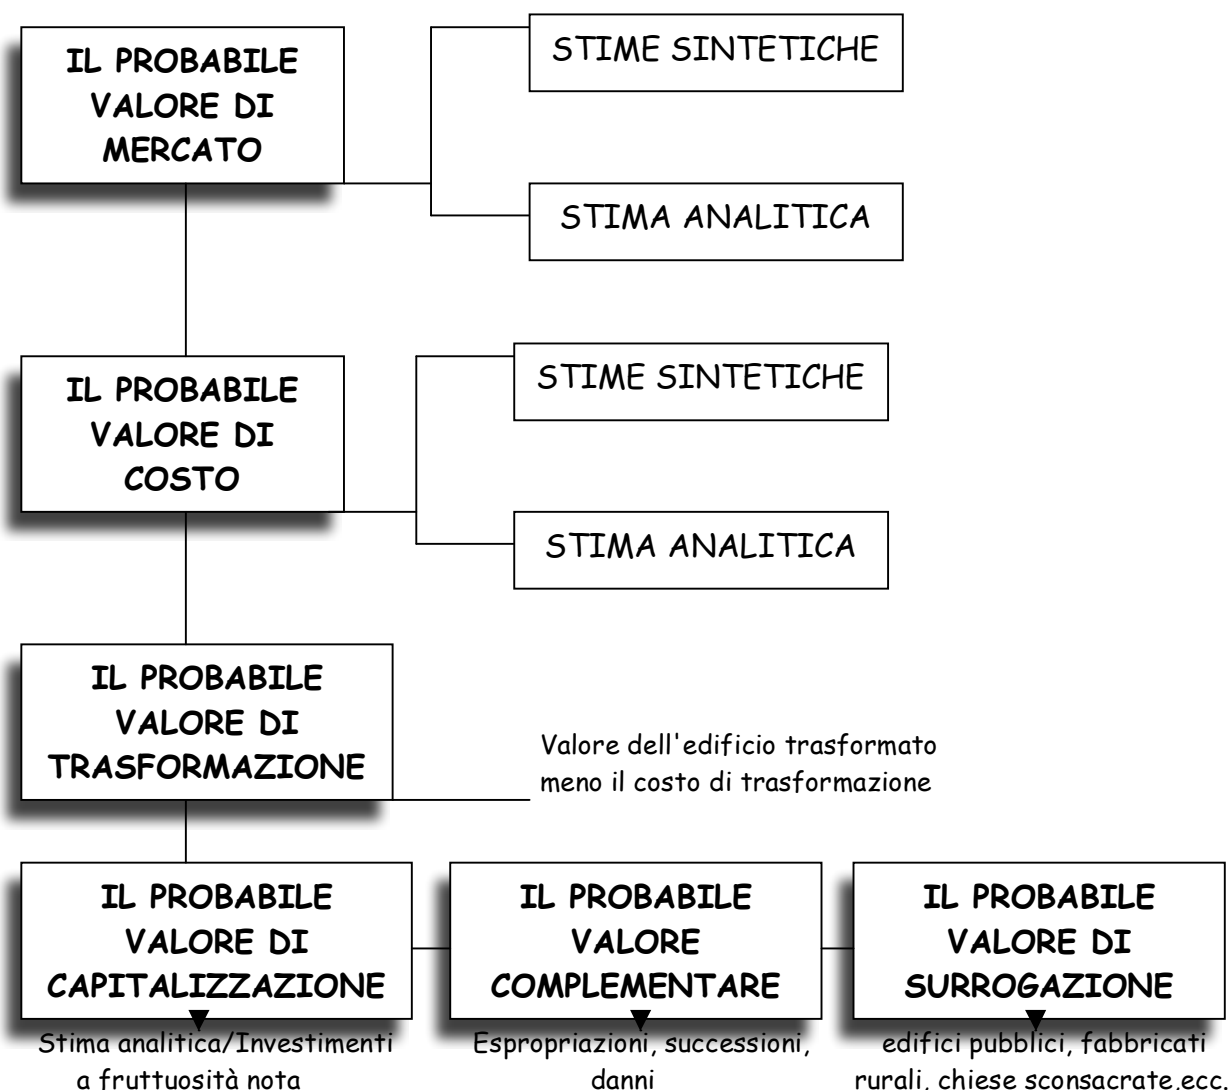 IL PROBABILE
VALORE DI
MERCATO
STIME SINTETICHE
STIMA ANALITICA
IL PROBABILE
VALORE DI
COSTO
STIME SINTETICHE
STIMA ANALITICA
IL PROBABILE
VALORE DI
TRASFORMAZIONE
Valore dell'edificio trasformato
meno il costo di trasformazione
IL PROBABILE
VALORE DI
CAPITALIZZAZIONE
Stima analitica/Investimenti
a fruttuosità nota
IL PROBABILE
VALORE
COMPLEMENTARE
Espropriazioni, successioni,
danni
IL PROBABILE
VALORE DI
SURROGAZIONE
edifici pubblici, fabbricati
rurali, chiese sconsacrate,ecc.